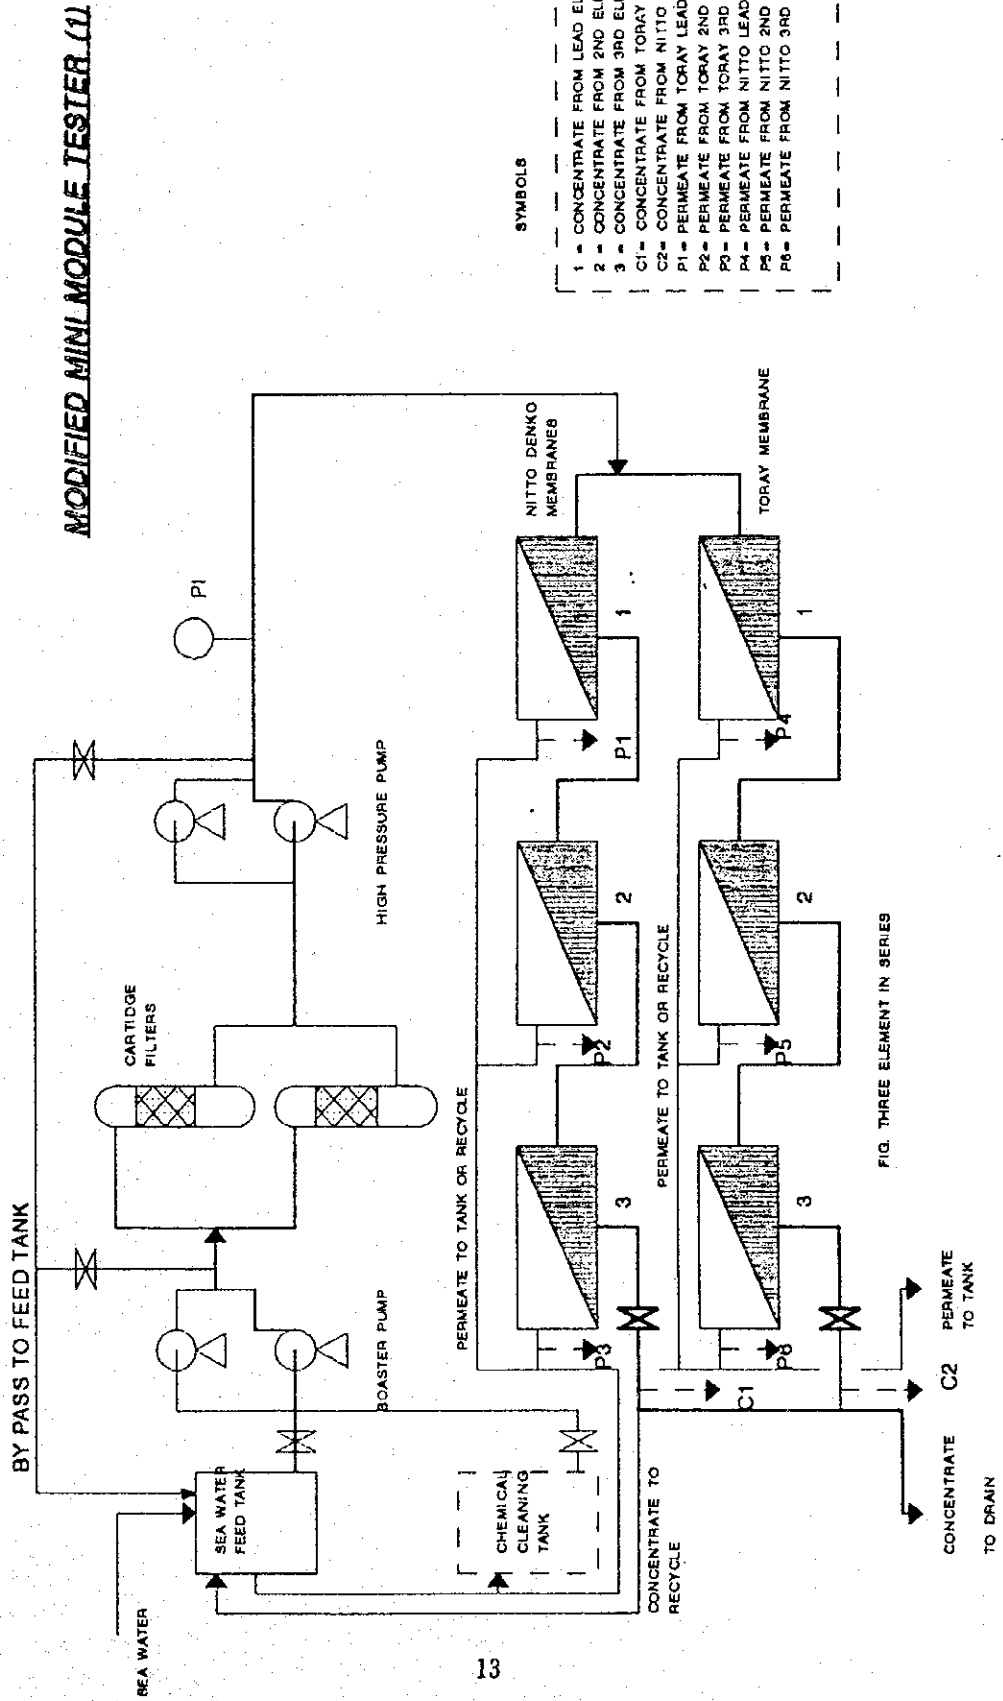 MODIFIED MINI MODULE TESTER (1)
BY PASS TO FEED TANK
SEA WATER
SEA WATER
FEED TANK
BOASTER PUMP
CARTIDGE
FILTERS
HIGH PRESSURE PUMP
PI
CHEMICAL
CLEANING
TANK
PERMEATE TO TANK OR RECYCLE
NITTO DENKO
MEMBRANES
P3
3
P2
2
P1
1
CONCENTRATE TO
RECYCLE
PERMEATE TO TANK OR RECYCLE
TORAY MEMBRANE
P6
3
P5
2
P4
1
C1
C2
CONCENTRATE
TO DRAIN
PERMEATE
TO TANK
FIG. THREE ELEMENT IN SERIES
SYMBOLS
1 = CONCENTRATE FROM LEAD
2 = CONCENTRATE FROM 2ND
3 = CONCENTRATE FROM 3RD
C1 = CONCENTRATE FROM TORAY
C2 = CONCENTRATE FROM NITTO
P1 = PERMEATE FROM TORAY LEAD
P2 = PERMEATE FROM TORAY 2ND
P3 = PERMEATE FROM TORAY 3RD
P4 = PERMEATE FROM NITTO LEAD
P5 = PERMEATE FROM NITTO 2ND
P6 = PERMEATE FROM NITTO 3RD
13